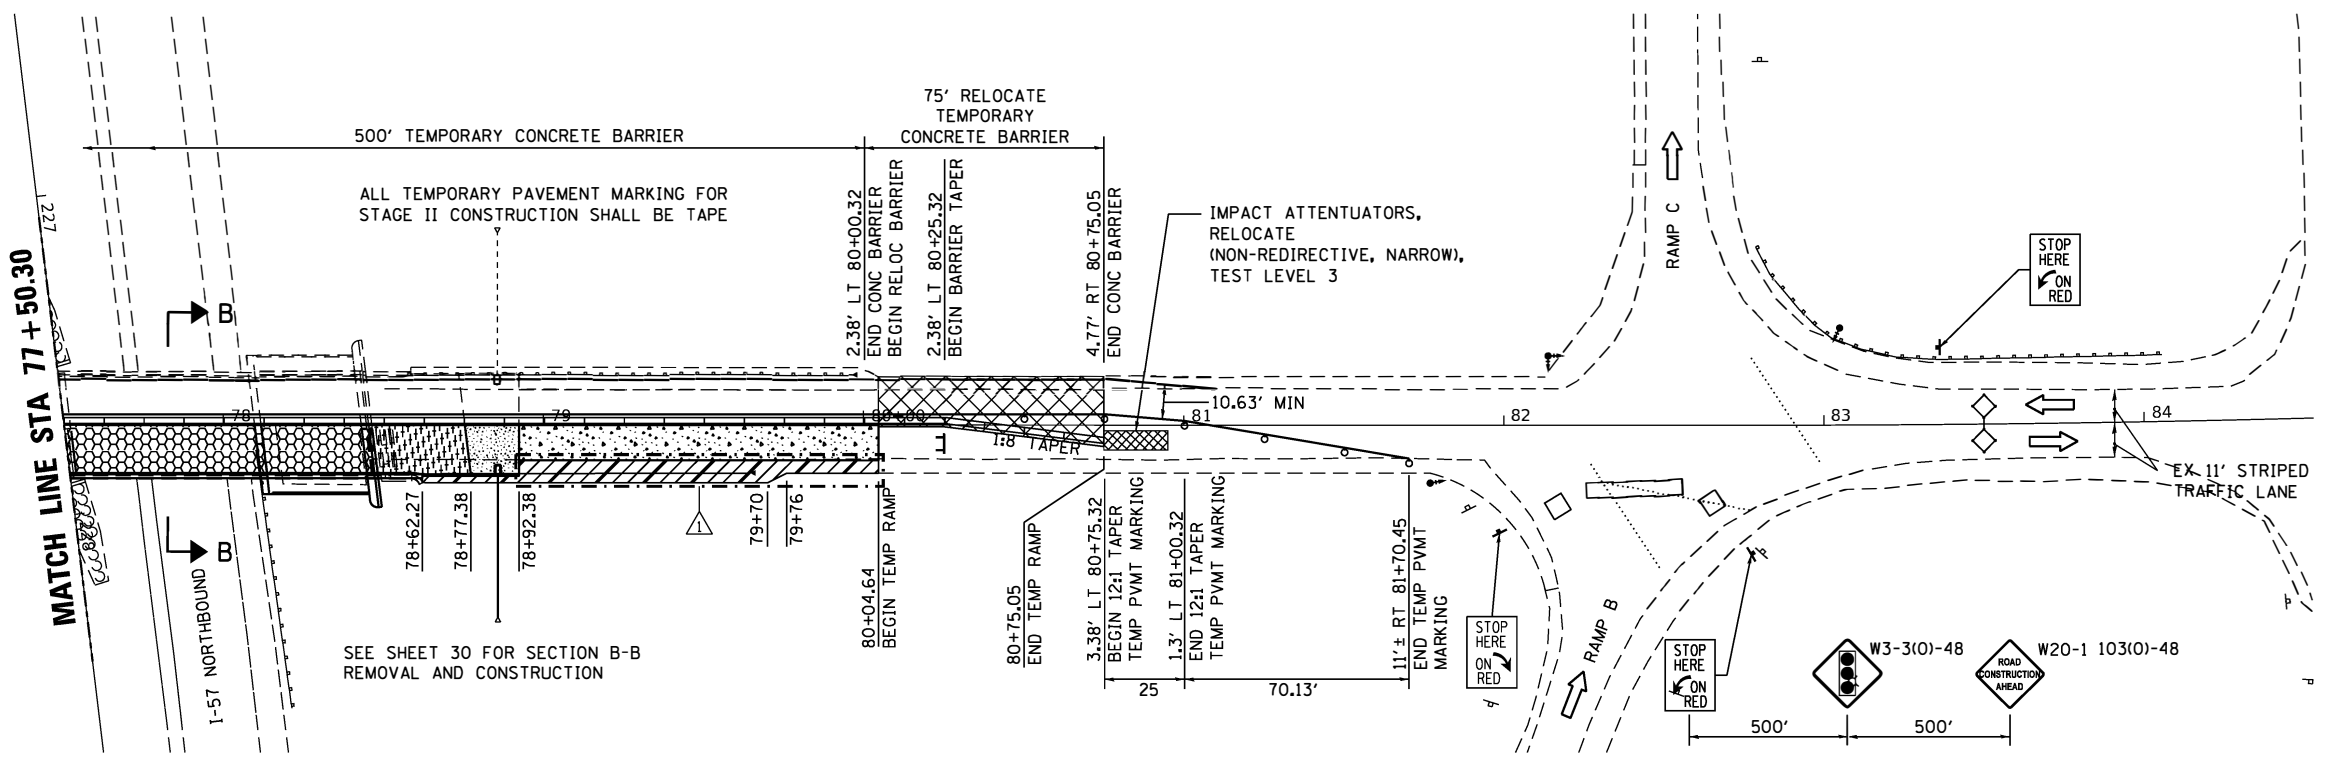 75' RELOCATE
TEMPORARY
CONCRETE BARRIER
500' TEMPORARY CONCRETE BARRIER
ALL TEMPORARY PAVEMENT MARKING FOR
STAGE II CONSTRUCTION SHALL BE TAPE
2.38' LT 80+00.32
END CONC BARRIER
BEGIN RELOC BARRIER
2.38' LT 80+25.32
BEGIN BARRIER TAPER
4.77' RT 80+75.05
END CONC BARRIER
IMPACT ATTENTUATORS,
RELOCATE
(NON-REDIRECTIVE, NARROW),
TEST LEVEL 3
RAMP C
STOP
HERE
ON
RED
227
MATCH LINE STA 77+50.30
B
10.63' MIN
78
79
80+00
81
82
83
84
1:8 TAPER
EX 11' STRIPED
TRAFFIC LANE
228
B
I-57 NORTHBOUND
78+62.27
78+77.38
78+92.38
1
79+70
79+76
80+04.64
BEGIN TEMP RAMP
80+75.05
END TEMP RAMP
3.38' LT 80+75.32
BEGIN 12:1 TAPER
TEMP PVMT MARKING
1.3' LT 81+00.32
END 12:1 TAPER
TEMP PVMT MARKING
11'± RT 81+70.45
END TEMP PVMT
MARKING
25
70.13'
SEE SHEET 30 FOR SECTION B-B
REMOVAL AND CONSTRUCTION
STOP
HERE
ON
RED
RAMP B
STOP
HERE
ON
RED
W3-3(O)-48
ROAD
CONSTRUCTION
AHEAD
W20-1 103(O)-48
500'
500'